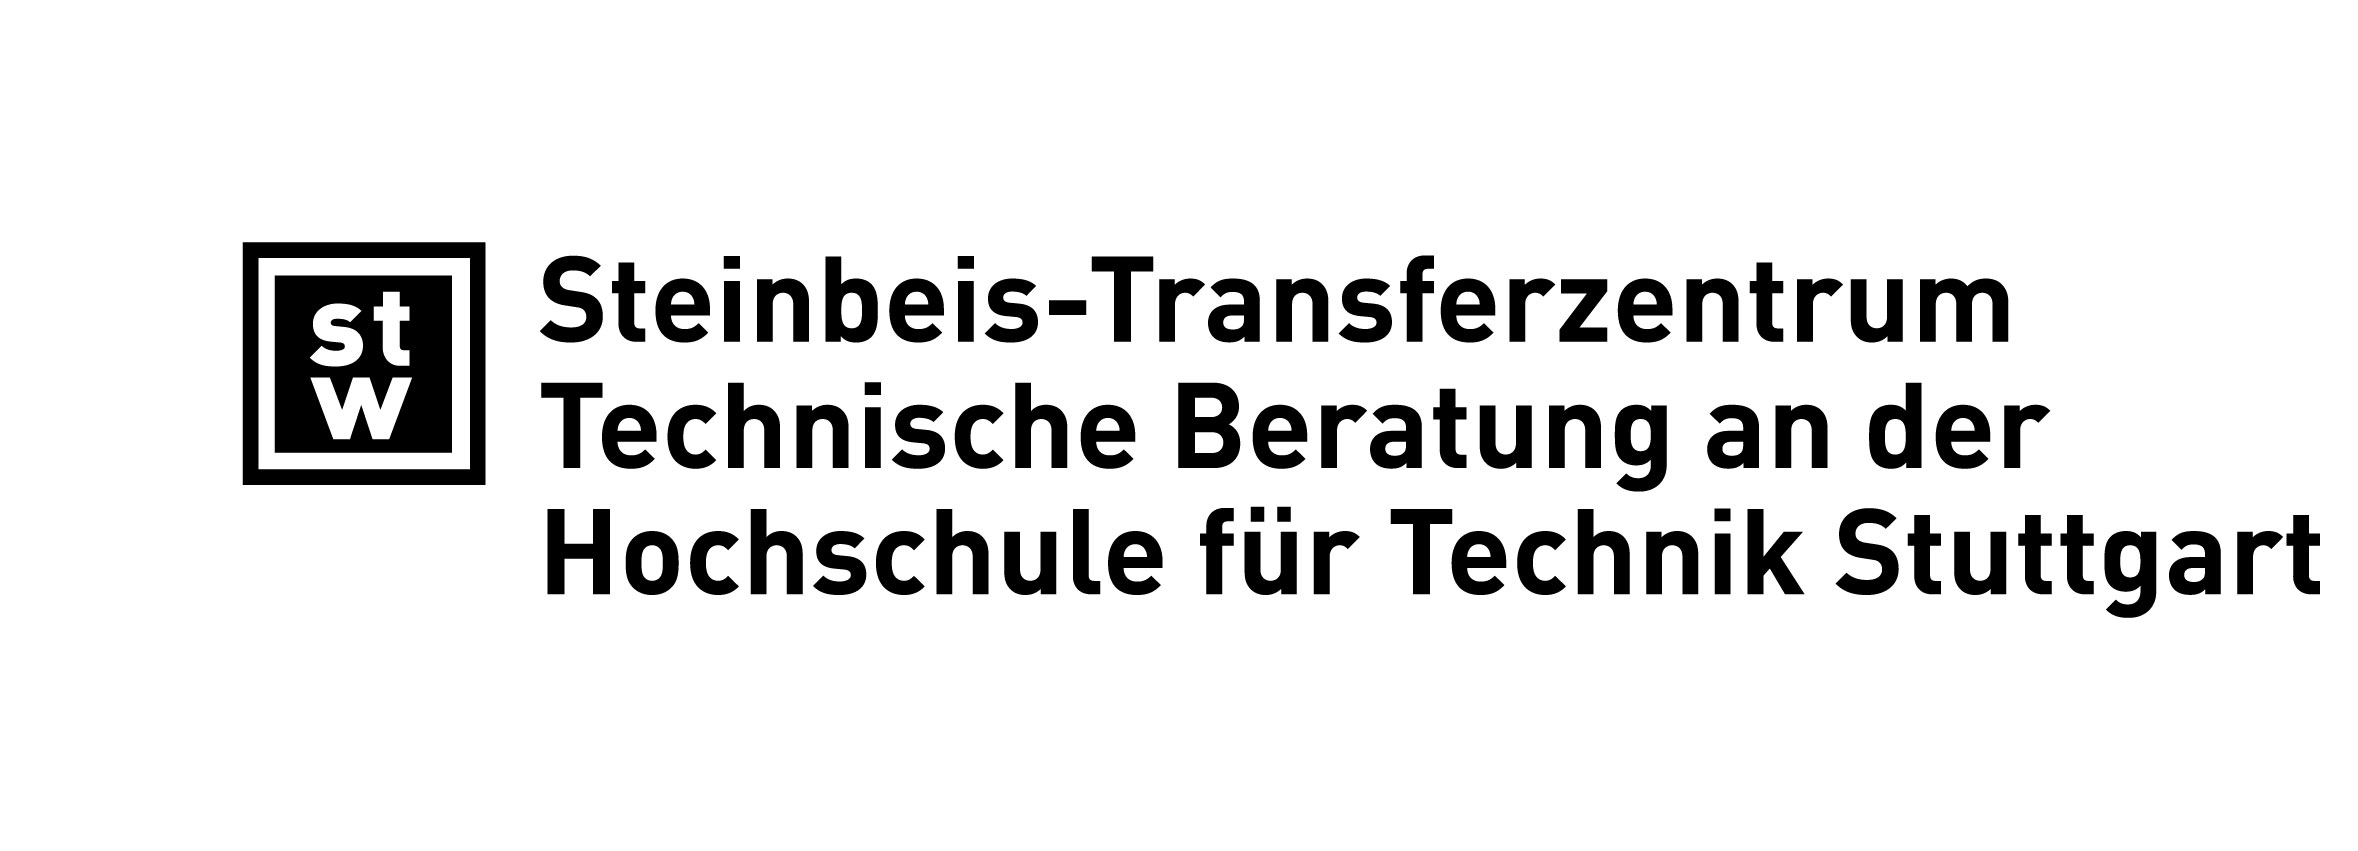 st
w
Steinbeis-Transferzentrum
Technische Beratung an der
Hochschule für Technik Stuttgart